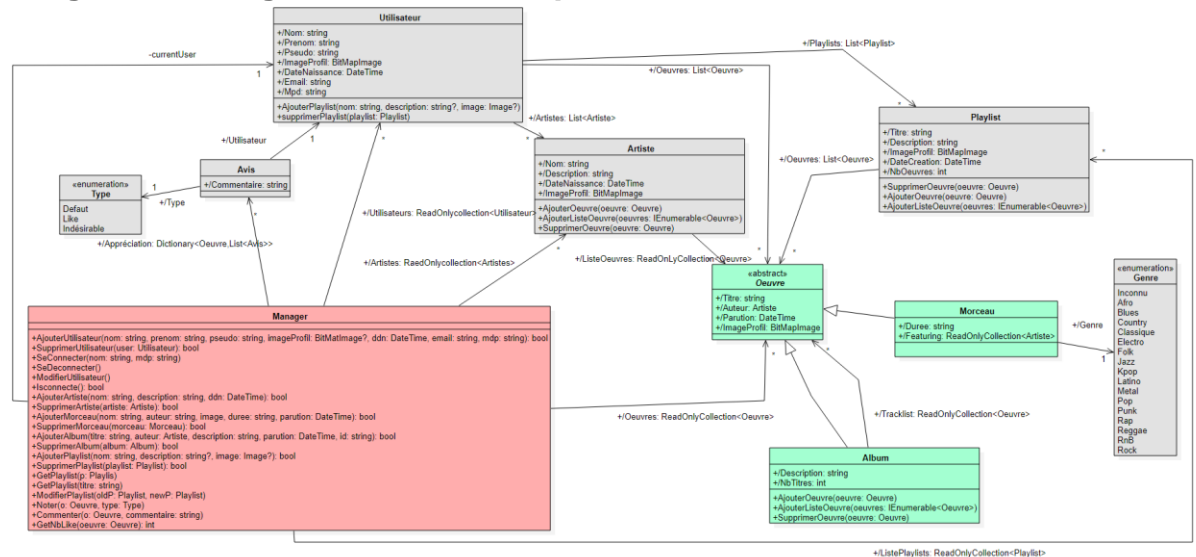 Utilisateur
+/Nom: string
+/Prenom: string
+/Pseudo: string
+/ImageProfil: BitMapImage
+/DateNaissance: DateTime
+/Email: string
+/Mpd: string
+AjouterPlaylist(nom: string, description: string?, image: Image?)
+supprimerPlaylist(playlist: Playlist)
-currentUser
1
+/Playlists: List<Playlist>
*
+/Oeuvres: List<Oeuvre>
*
+/Artistes: List<Artiste>
*
+/Utilisateur
1
Playlist
+/Titre: string
+/Description: string
+/ImageProfil: BitMapImage
+/DateCreation: DateTime
+/NbOeuvres: int
+SupprimerOeuvre(oeuvre: Oeuvre)
+AjouterOeuvre(oeuvre: Oeuvre)
+AjouterListeOeuvre(oeuvres: IEnumerable<Oeuvre>)
*
+/Oeuvres: List<Oeuvre>
*
Artiste
+/Nom: string
+/Description: string
+/DateNaissance: DateTime
+/ImageProfil: BitMapImage
+AjouterOeuvre(oeuvre: Oeuvre)
+AjouterListeOeuvre(oeuvres: IEnumerable<Oeuvre>)
+SupprimerOeuvre(oeuvre: Oeuvre)
Avis
+/Commentaire: string
«enumeration»
Type
Defaut
Like
Indésirable
1
+/Type
*
+/Appréciation: Dictionary<Oeuvre,List<Avis>>
*
+/Utilisateurs: ReadOnlycollection<Utilisateur>
*
+/Artistes: RaedOnlycollection<Artistes>
+/ListeOeuvres: ReadOnLyCollection<Oeuvre>
*
«abstract»
Oeuvre
+/Titre: string
+/Auteur: Artiste
+/Parution: DateTime
+/ImageProfil: BitMapImage
Morceau
+/Duree: string
+/Featuring: ReadOnlyCollection<Artiste>
+/Genre
1
«enumeration»
Genre
Inconnu
Afro
Blues
Country
Classique
Electro
Folk
Jazz
Kpop
Latino
Metal
Pop
Punk
Rap
Reggae
RnB
Rock
Manager
+AjouterUtilisateur(nom: string, prenom: string, pseudo: string, imageProfil: BitMatImage?, ddn: DateTime, email: string, mdp: string): bool
+SupprimerUtilisateur(user: Utilisateur): bool
+SeConnecter(nom: string, mdp: string)
+SeDeconnecter()
+ModifierUtilisateur()
+Isconnecte(): bool
+AjouterArtiste(nom: string, description: string, ddn: DateTime): bool
+SupprimerArtiste(artiste: Artiste): bool
+AjouterMorceau(nom: string, auteur: string, image, duree: string, parution: DateTime): bool
+SupprimerMorceau(morceau: Morceau): bool
+AjouterAlbum(titre: string, auteur: Artiste, description: string, parution: DateTime, id: string): bool
+SupprimerAlbum(album: Album): bool
+AjouterPlaylist(nom: string, description: string?, image: Image?): bool
+SupprimerPlaylist(playlist: Playlist): bool
+GetPlaylist(p: Playlis)
+GetPlaylist(titre: string)
+ModifierPlaylist(oldP: Playlist, newP: Playlist)
+Noter(o: Oeuvre, type: Type)
+Commenter(o: Oeuvre, commentaire: string)
+GetNbLike(oeuvre: Oeuvre): int
*
+/Oeuvres: ReadOnlyCollection<Oeuvre>
*
+/Tracklist: ReadOnlyCollection<Oeuvre>
Album
+/Description: string
+/NbTitres: int
+AjouterOeuvre(oeuvre: Oeuvre)
+AjouterListeOeuvre(oeuvres: IEnumerable<Oeuvre>)
+SupprimerOeuvre(oeuvre: Oeuvre)
*
+/ListePlaylists: ReadOnlyCollection<Playlist>